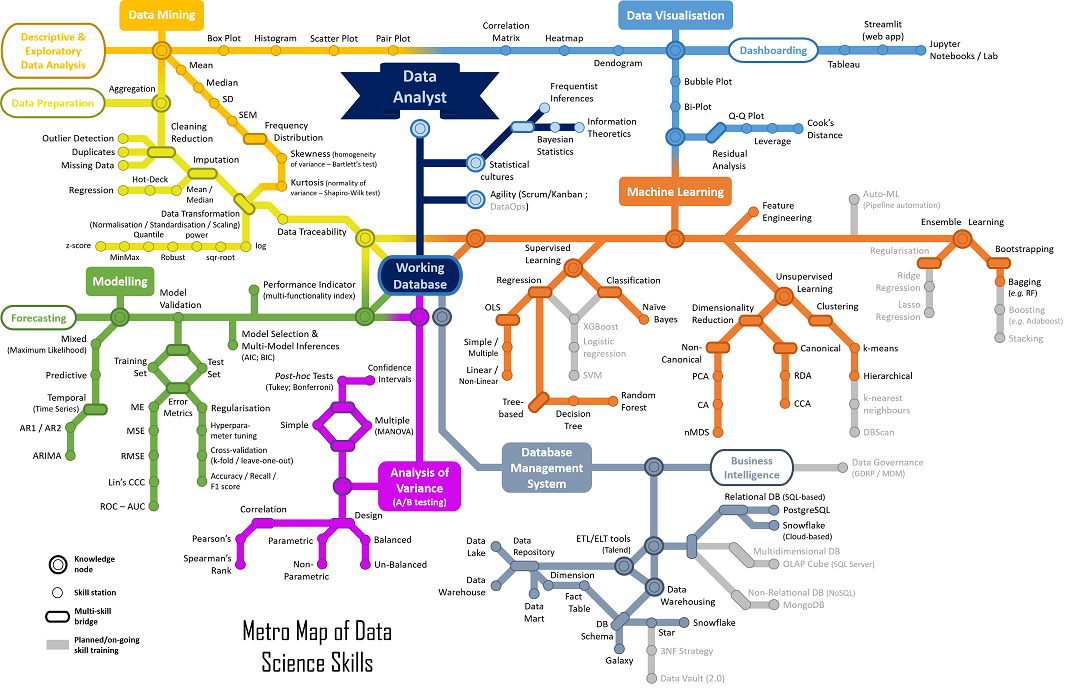 Data Mining
Data Visualisation
Descriptive &
Exploratory
Data Analysis
Box Plot
Histogram
Scatter Plot
Pair Plot
Correlation
Matrix
Heatmap
Dendogram
Dashboarding
Streamlit
(web app)
Tableau
Jupyter
Notebooks / Lab
Mean
Median
SD
SEM
Frequency
Distribution
Skewness (homogeneity
of variance – Bartlett's test)
Kurtosis (normality of
variance – Shapiro-Wilk test)
Data Preparation
Aggregation
Cleaning
Reduction
Outlier Detection
Duplicates
Missing Data
Imputation
Hot-Deck
Regression
Mean /
Median
Data Transformation
(Normalisation / Standardisation / Scaling)
Quantile
power
z-score
log
MinMax
Robust
sqr-root
Data Traceability
Data
Analyst
Frequentist
Inferences
Information
Theoretics
Bayesian
Statistics
Statistical
cultures
Agility (Scrum/Kanban ;
DataOps)
Bubble Plot
Bi-Plot
Q-Q Plot
Cook's
Distance
Leverage
Residual
Analysis
Machine Learning
Feature
Engineering
Auto-ML
(Pipeline automation)
Ensemble Learning
Regularisation
Bootstrapping
Ridge
Regression
Lasso
Regression
Bagging
(e.g. RF)
Boosting
(e.g. Adaboost)
Stacking
Supervised
Learning
Regression
Classification
OLS
Naïve
Bayes
Simple /
Multiple
Linear /
Non-Linear
XGBoost
Logistic
regression
SVM
Tree-
based
Decision
Tree
Random
Forest
Unsupervised
Learning
Dimensionality
Reduction
Clustering
Non-
Canonical
Canonical
k-means
PCA
RDA
Hierarchical
CA
CCA
k-nearest
neighbours
nMDS
DBScan
Working
Database
Modelling
Forecasting
Model
Validation
Performance Indicator
(multi-functionality index)
Model Selection &
Multi-Model Inferences
(AIC; BIC)
Mixed
(Maximum Likelihood)
Predictive
Temporal
(Time Series)
AR1 / AR2
ARIMA
Training
Set
Test
Set
Error
Metrics
ME
MSE
RMSE
Lin's CCC
ROC – AUC
Regularisation
Hyperpara-
meter tuning
Cross-validation
(k-fold / leave-one-out)
Accuracy / Recall /
F1 score
Post-hoc Tests
(Tukey; Bonferroni)
Confidence
Intervals
Simple
Multiple
(MANOVA)
Analysis of
Variance
(A/B testing)
Correlation
Design
Pearson's
Spearman's
Rank
Parametric
Non-
Parametric
Balanced
Un-Balanced
Database
Management
System
Business
Intelligence
Data Governance
(GDRP / MDM)
Relational DB (SQL-based)
PostgreSQL
Snowflake
(Cloud-based)
Multidimensional DB
OLAP Cube (SQL Server)
Non-Relational DB (NoSQL)
MongoDB
ETL/ELT tools
(Talend)
Data
Lake
Data
Repository
Data
Warehouse
Data
Mart
Dimension
Fact
Table
Data
Warehousing
DB
Schema
Star
Snowflake
Galaxy
3NF Strategy
Data Vault (2.0)
Knowledge
node
Skill station
Multi-skill
bridge
Planned/on-going
skill training
Metro Map of Data
Science Skills